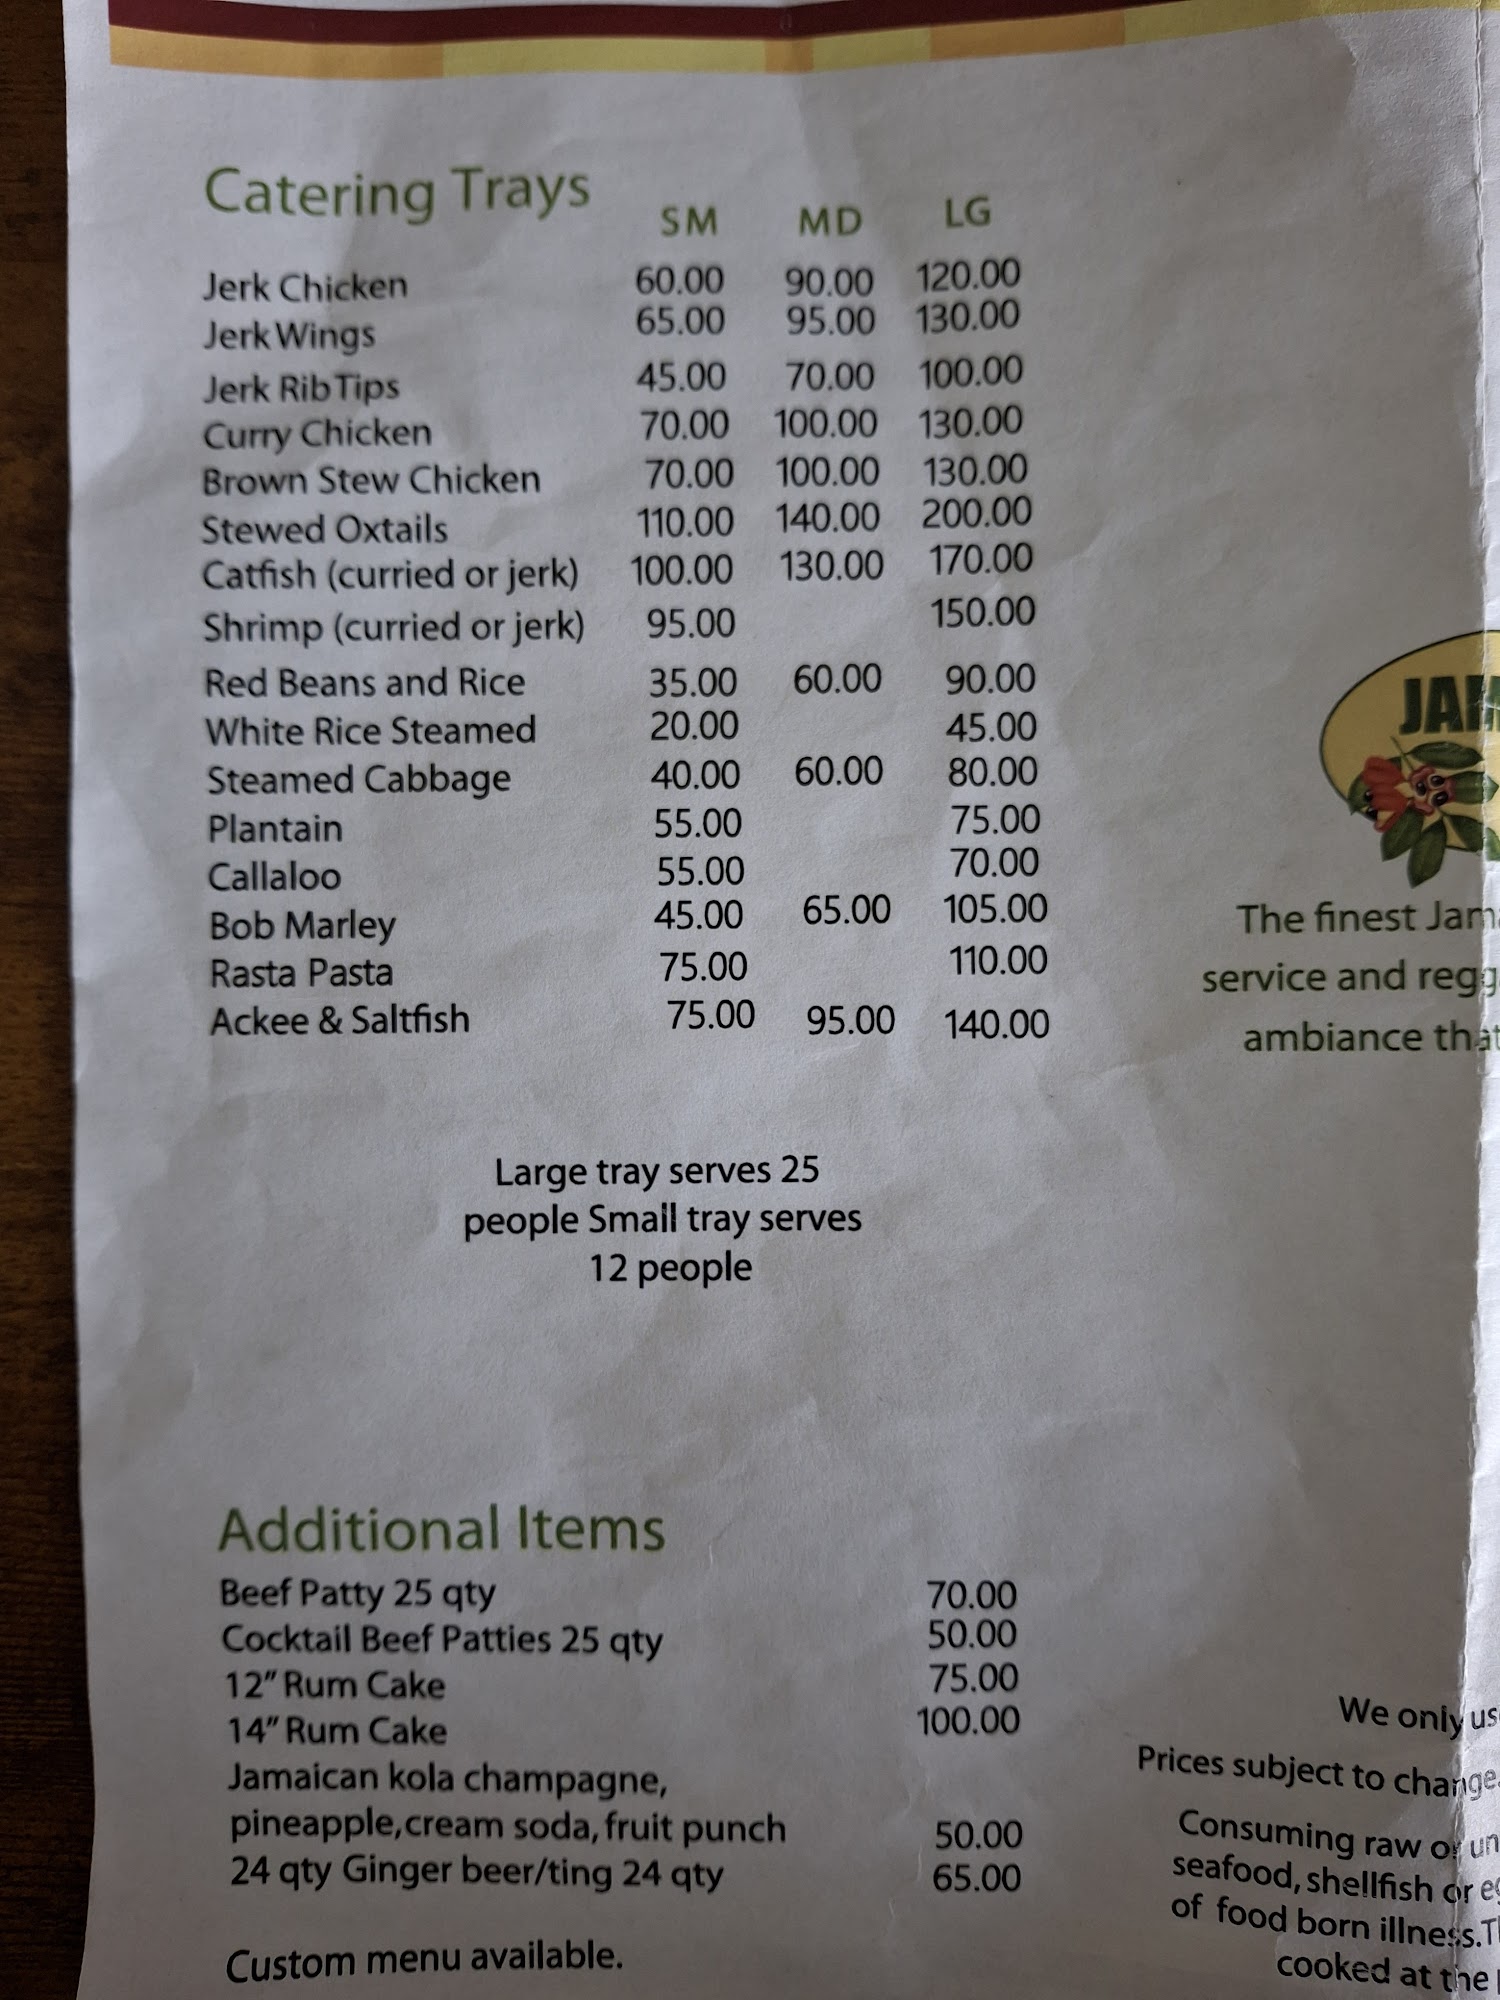 Catering Trays SM MD LG
Jerk Chicken 60.00 90.00 120.00
Jerk Wings 65.00 95.00 130.00
Jerk Rib Tips 45.00 70.00 100.00
Curry Chicken 70.00 100.00 130.00
Brown Stew Chicken 70.00 100.00 130.00
Stewed Oxtails 110.00 140.00 200.00
Catfish (curried or jerk) 100.00 130.00 170.00
Shrimp (curried or jerk) 95.00 150.00
Red Beans and Rice 35.00 60.00 90.00
White Rice Steamed 20.00 45.00
Steamed Cabbage 40.00 60.00 80.00
Plantain 55.00 75.00
Callaloo 55.00 70.00
Bob Marley 45.00 65.00 105.00
Rasta Pasta 75.00 110.00
Ackee & Saltfish 75.00 95.00 140.00
Large tray serves 25
people Small tray serves
12 people
Additional Items
Beef Patty 25 qty 70.00
Cocktail Beef Patties 25 qty 50.00
12" Rum Cake 75.00
14" Rum Cake 100.00
Jamaican kola champagne,
pineapple,cream soda, fruit punch 50.00
24 qty Ginger beer/ting 24 qty 65.00
Custom menu available.
The finest
service and
ambiance
We only
Prices subject to change.
Consuming raw or
seafood, shellfish or
of food born illness.
cooked at the